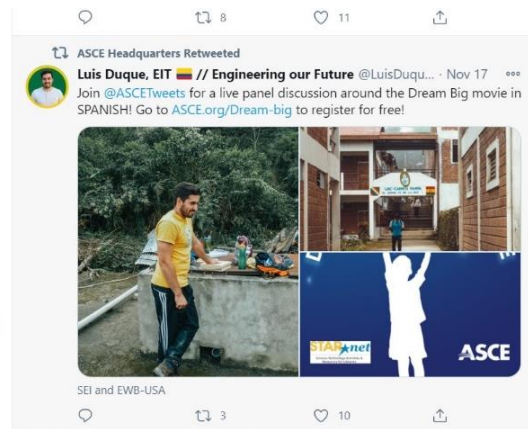 8 11
ASCE Headquarters Retweeted
Luis Duque, EIT 🇨🇴 // Engineering our Future @LuisDuqu... · Nov 17
Join @ASCETweets for a live panel discussion around the Dream Big movie in
SPANISH! Go to ASCE.org/Dream-big to register for free!
STAR★net
ASCE
SEI and EWB-USA
3 10